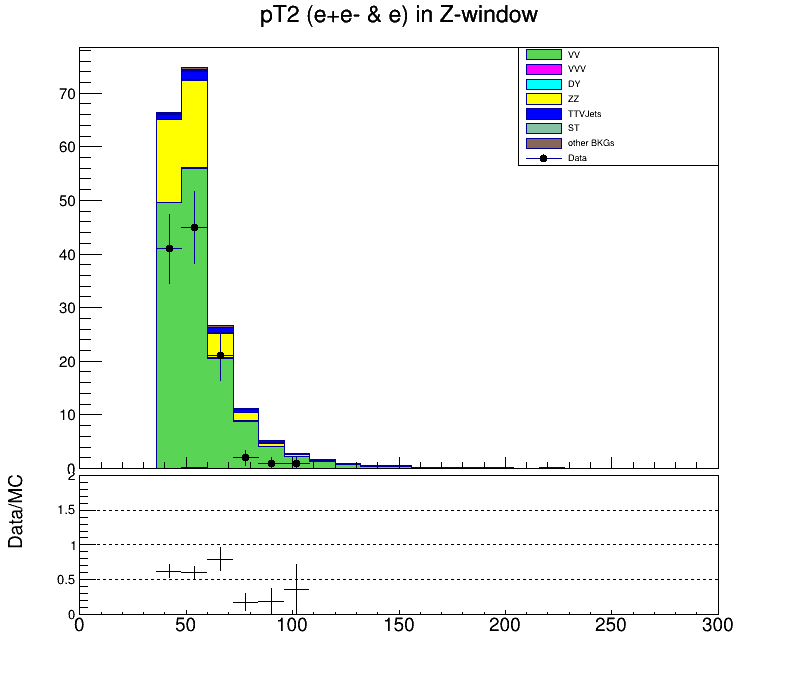 pT2 (e+e- & e) in Z-window
VV
VVV
DY
ZZ
TTVJets
ST
other BKGs
Data
70
60
50
40
30
20
10
0
Data/MC
2
1.5
1
0.5
0
0 50 100 150 200 250 300